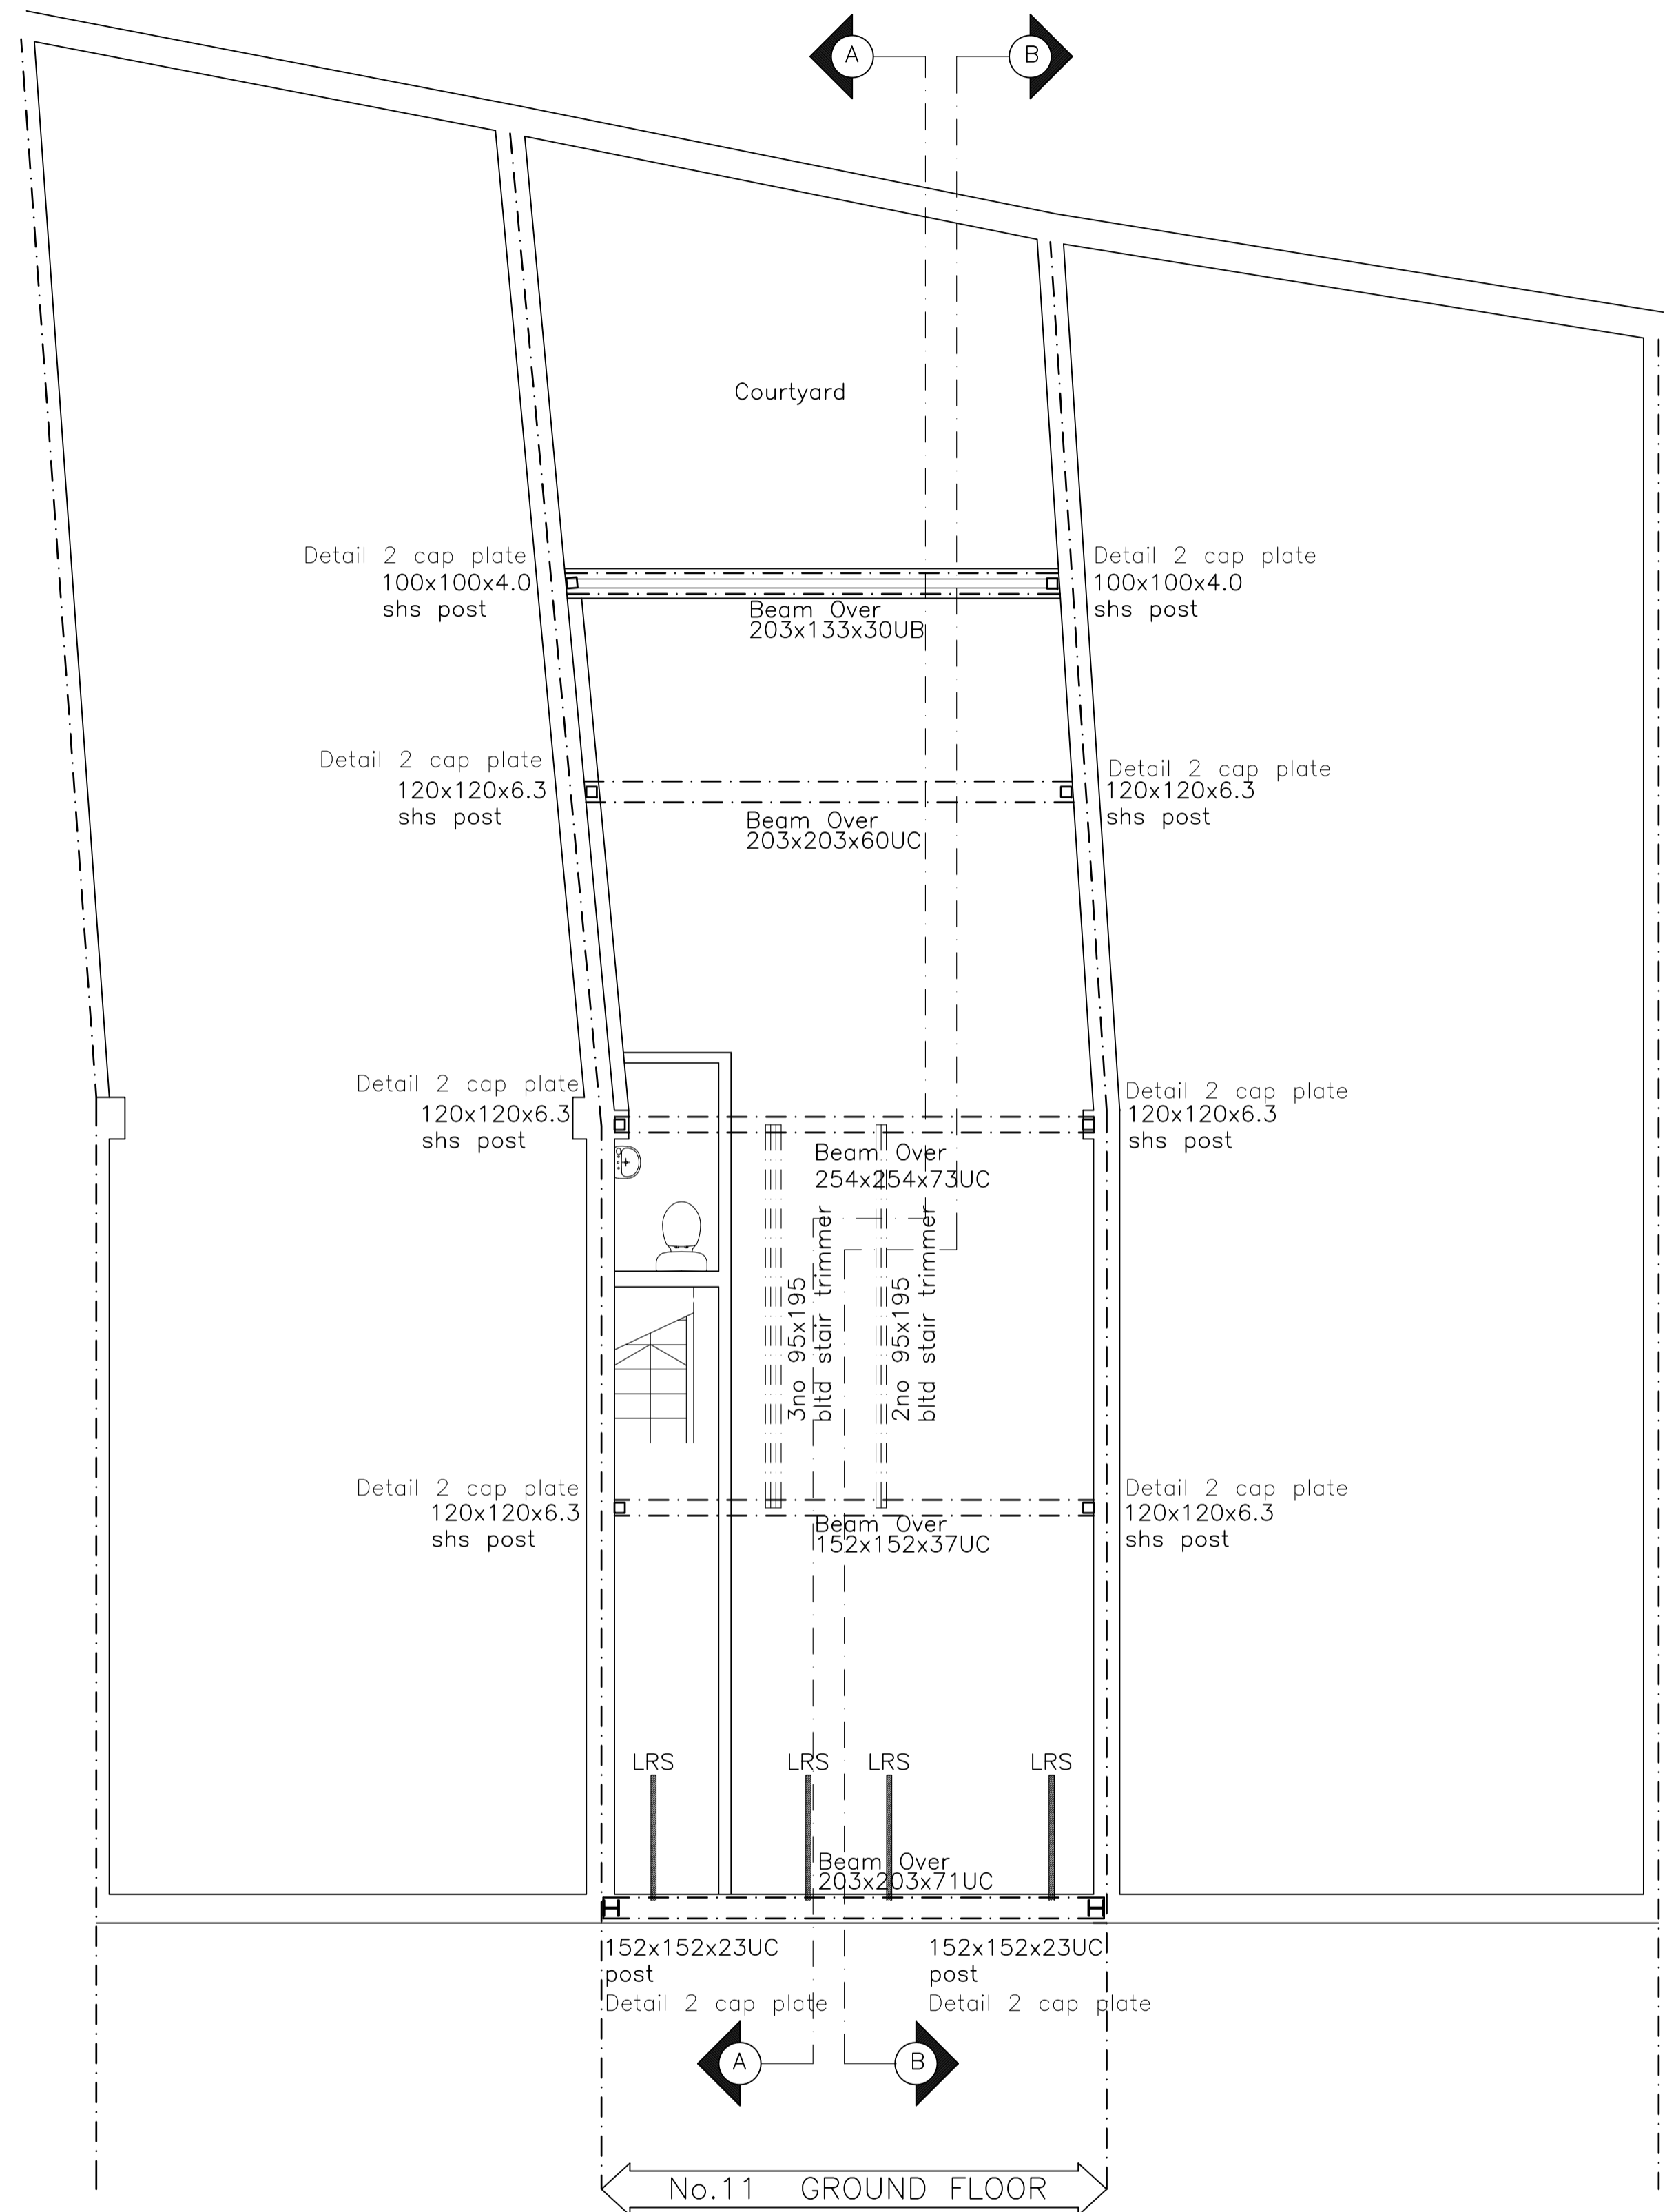 A
B
Courtyard
Detail 2 cap plate
100x100x4.0
shs post
Detail 2 cap plate
100x100x4.0
shs post
Beam Over
203x133x30UB
Detail 2 cap plate
120x120x6.3
shs post
Detail 2 cap plate
120x120x6.3
shs post
Beam Over
203x203x60UC
Detail 2 cap plate
120x120x6.3
shs post
Detail 2 cap plate
120x120x6.3
shs post
Beam Over
254x254x73UC
3no 95x195
bltd stair trimmer
2no 95x195
bltd stair trimmer
Detail 2 cap plate
120x120x6.3
shs post
Detail 2 cap plate
120x120x6.3
shs post
Beam Over
152x152x37UC
LRS
LRS
LRS
LRS
Beam Over
203x203x71UC
152x152x23UC
post
Detail 2 cap plate
152x152x23UC
post
Detail 2 cap plate
A
B
No.11 GROUND FLOOR